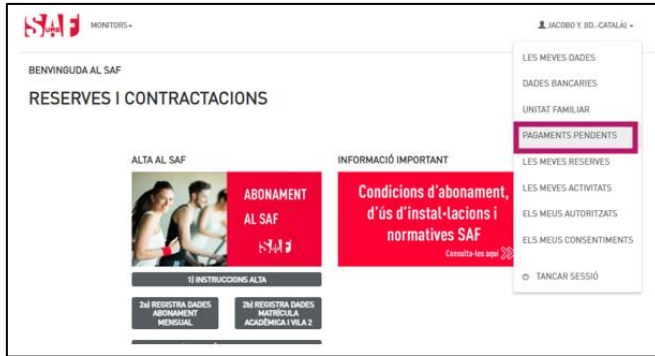 SAF
UAB
MONITORS
JACOBO Y. (ID.-CATALÀ)
BENVINGUDA AL SAF
RESERVES I CONTRACTACIONS
LES MEVES DADES
DADES BANCARIES
UNITAT FAMILIAR
PAGAMENTS PENDENTS
LES MEVES RESERVES
LES MEVES ACTIVITATS
ELS MEUS AUTORITZATS
ELS MEUS CONSENTIMENTS
TANCAR SESSIÓ
ALTA AL SAF
ABONAMENT
AL SAF
SAF
1) INSTRUCCIONS ALTA
2a) REGISTRA DADES
ABONAMENT
MENSUAL
2b) REGISTRA DADES
MATRÍCULA
ACADÈMICA I VILA 2
INFORMACIÓ IMPORTANT
Condicions d'abonament,
d'ús d'instal·lacions i
normatives SAF
Consulta-les aquí